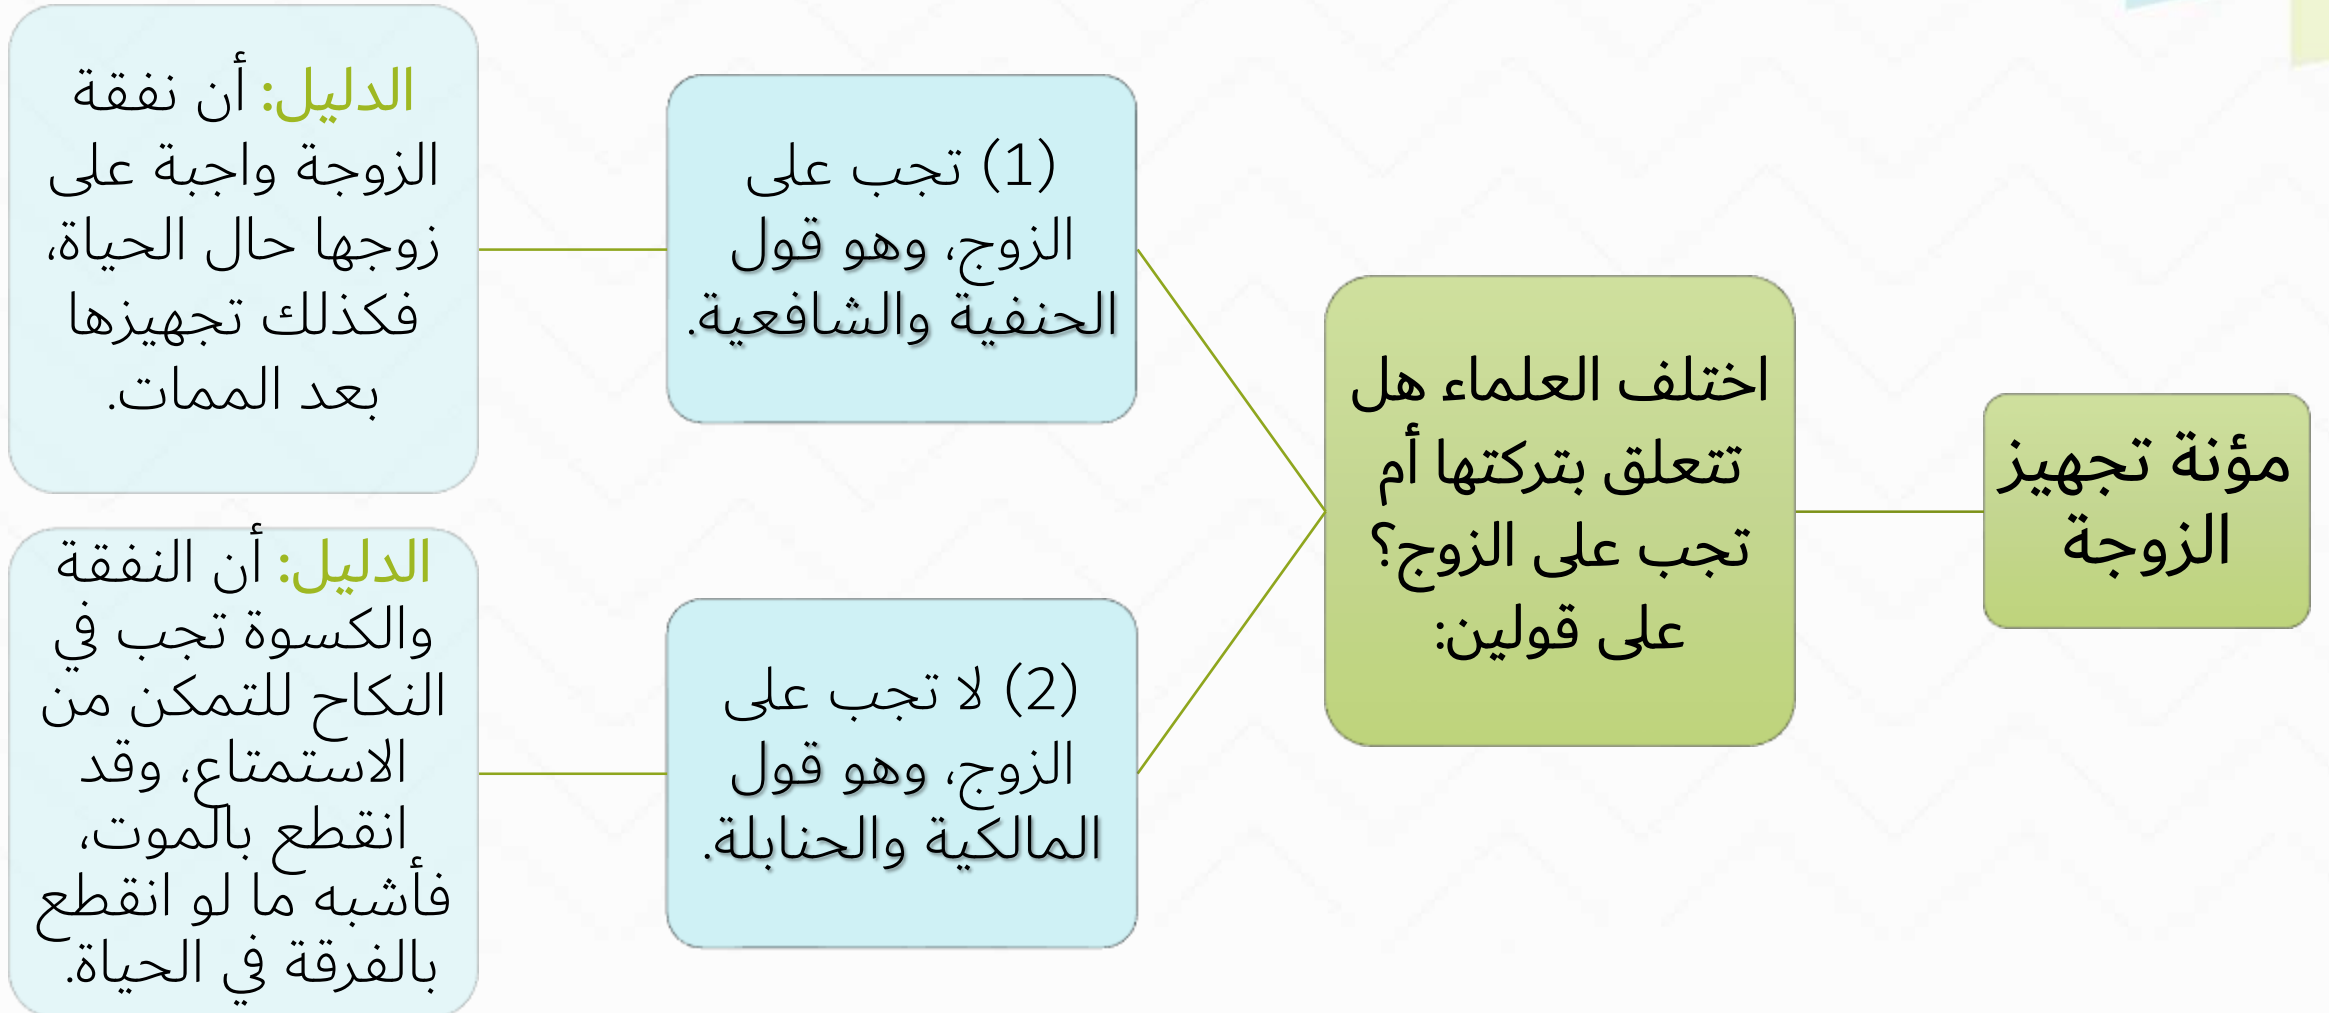 مؤنة تجهيز
الزوجة
اختلف العلماء هل
تتعلق بتركتها أم
تجب على الزوج؟
على قولين:
(1) تجب على
الزوج، وهو قول
الحنفية والشافعية.
الدليل: أن نفقة
الزوجة واجبة على
زوجها حال الحياة،
فكذلك تجهيزها
بعد الممات.
(2) لا تجب على
الزوج، وهو قول
المالكية والحنابلة.
الدليل: أن النفقة
والكسوة تجب في
النكاح للتمكن من
الاستمتاع، وقد
انقطع بالموت،
فأشبه ما لو انقطع
بالفرقة في الحياة.